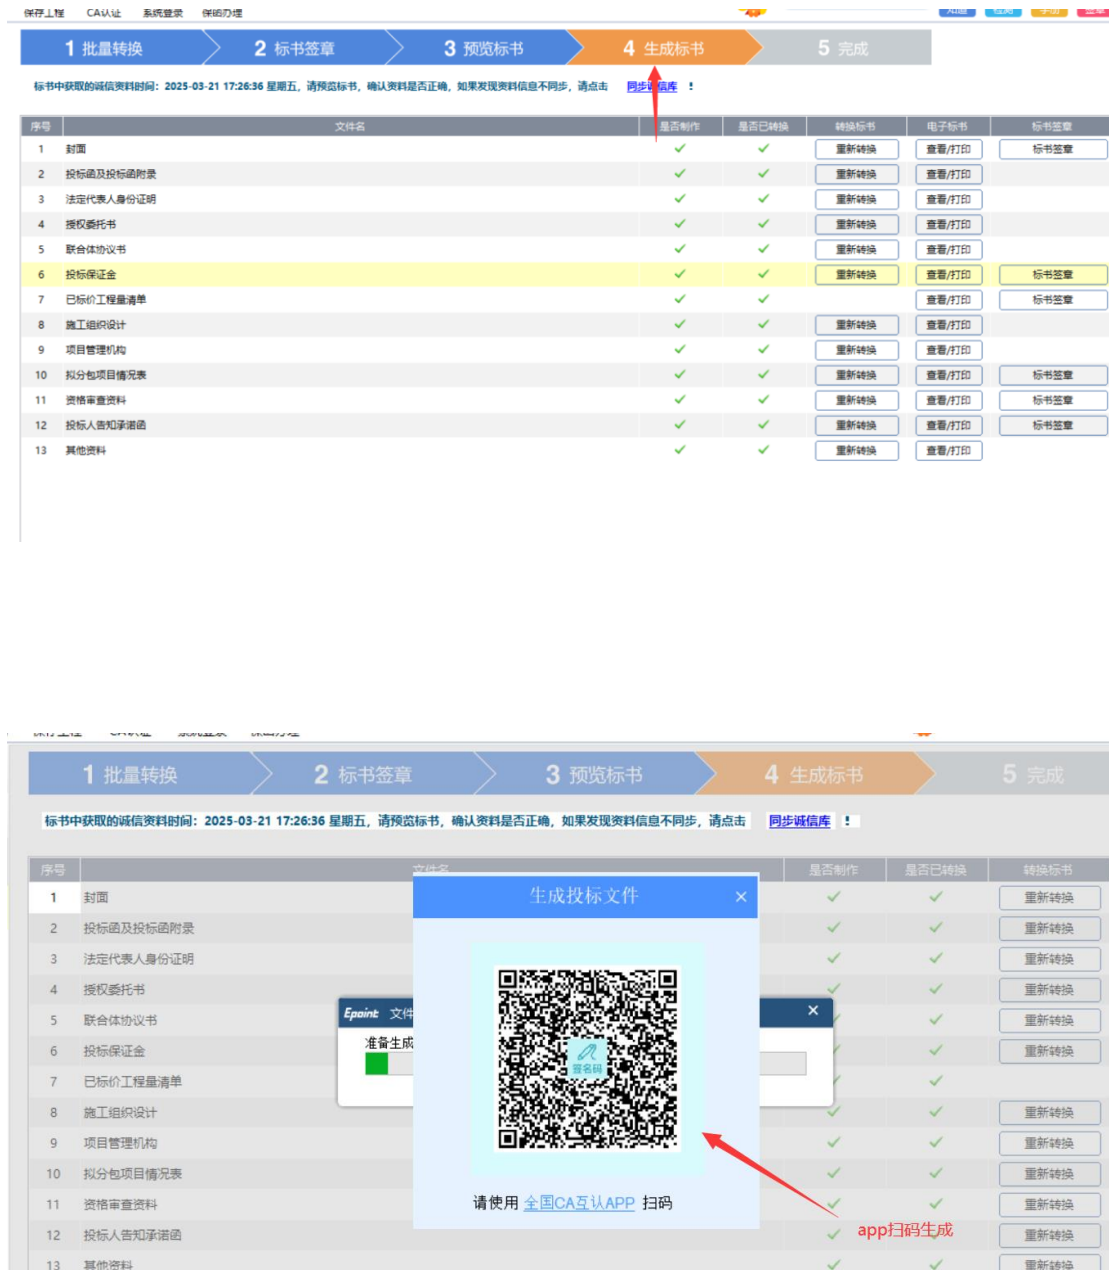 保存工程 CA认证 系统登录 保函办理
1 批量转换 2 标书签章 3 预览标书 4 生成标书 5 完成
标书中获取的诚信资料时间：2025-03-21 17:26:36 星期五，请预览标书，确认资料是否正确，如果发现资料信息不同步，请点击 同步诚信库 ！
序号 文件名 是否制作 是否已转换 转换标书 电子标书 标书签章
1 封面 重新转换 查看/打印 标书签章
2 投标函及投标函附录 重新转换 查看/打印
3 法定代表人身份证明 重新转换 查看/打印
4 授权委托书 重新转换 查看/打印
5 联合体协议书 重新转换 查看/打印
6 投标保证金 重新转换 查看/打印 标书签章
7 已标价工程量清单 查看/打印 标书签章
8 施工组织设计 重新转换 查看/打印
9 项目管理机构 重新转换 查看/打印
10 拟分包项目情况表 重新转换 查看/打印 标书签章
11 资格审查资料 重新转换 查看/打印 标书签章
12 投标人告知承诺函 重新转换 查看/打印 标书签章
13 其他资料 重新转换 查看/打印
1 批量转换 2 标书签章 3 预览标书 4 生成标书 5 完成
标书中获取的诚信资料时间：2025-03-21 17:26:36 星期五，请预览标书，确认资料是否正确，如果发现资料信息不同步，请点击 同步诚信库 ！
序号 文件名 是否制作 是否已转换 转换标书
生成投标文件 ×
1 封面 重新转换
2 投标函及投标函附录 重新转换
3 法定代表人身份证明 重新转换
4 授权委托书 重新转换
Epoint 文件 ×
5 联合体协议书 重新转换
准备生成
6 投标保证金 重新转换
签名码
7 已标价工程量清单
8 施工组织设计 重新转换
9 项目管理机构 重新转换
10 拟分包项目情况表 重新转换
11 资格审查资料 重新转换
请使用 全国CA互认APP 扫码
app扫码生成
12 投标人告知承诺函 重新转换
13 其他资料 重新转换